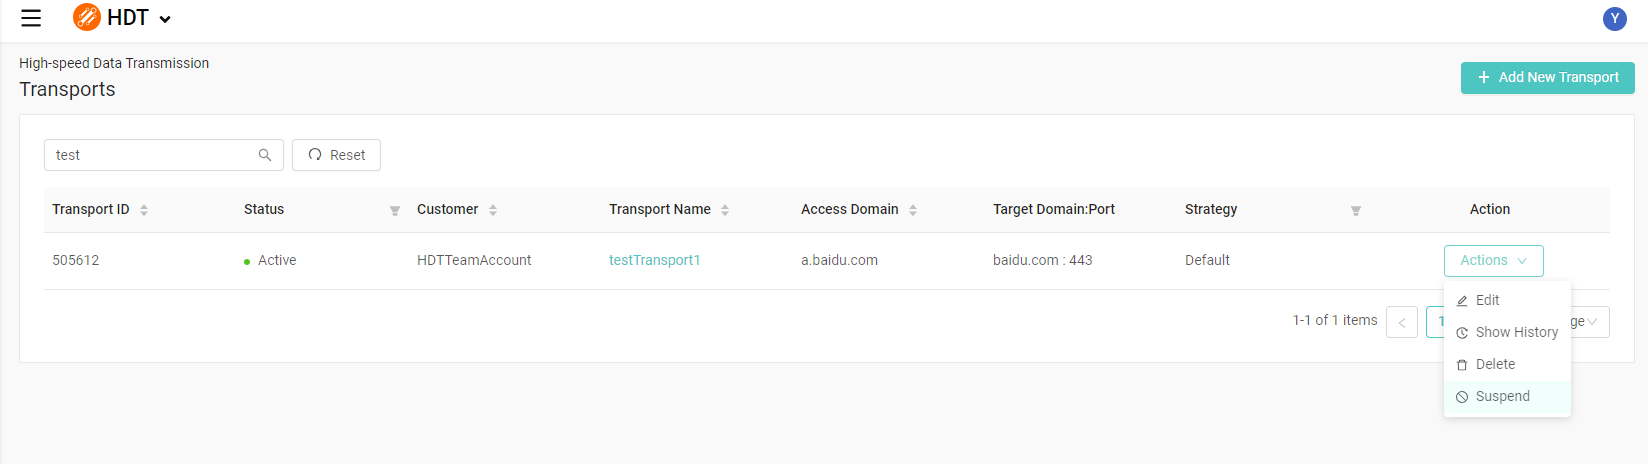 HDT
Y
High-speed Data Transmission
Transports
+ Add New Transport
test
Reset
Transport ID Status Customer Transport Name Access Domain Target Domain:Port Strategy Action
505612 Active HDTTeamAccount testTransport1 a.baidu.com baidu.com : 443 Default Actions
Edit
1-1 of 1 items < 1 ge
Show History
Delete
Suspend